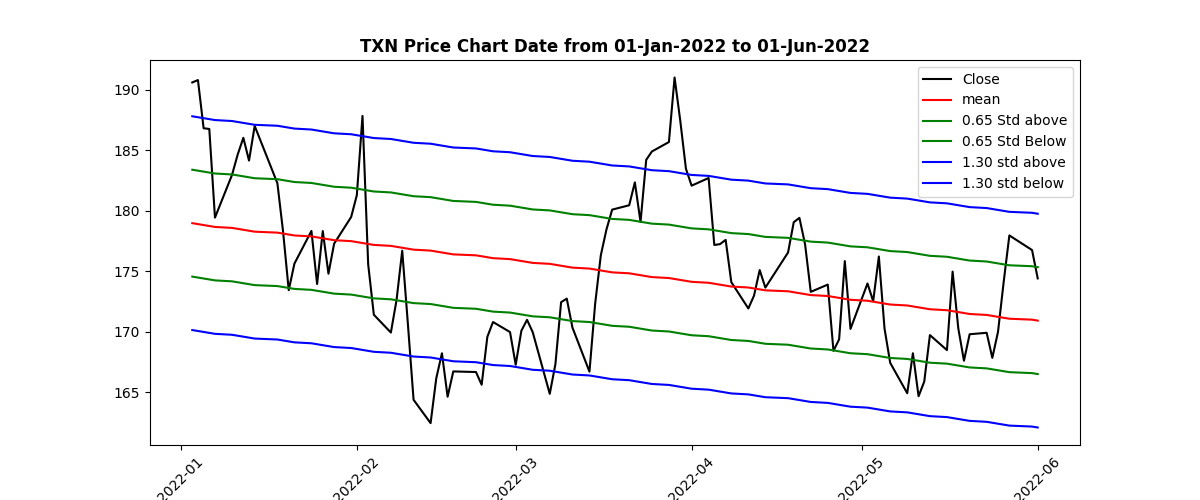 TXN Price Chart Date from 01-Jan-2022 to 01-Jun-2022
190
185
180
175
170
165
Close
mean
0.65 Std above
0.65 Std Below
1.30 std above
1.30 std below
2022-01
2022-02
2022-03
2022-04
2022-05
2022-06